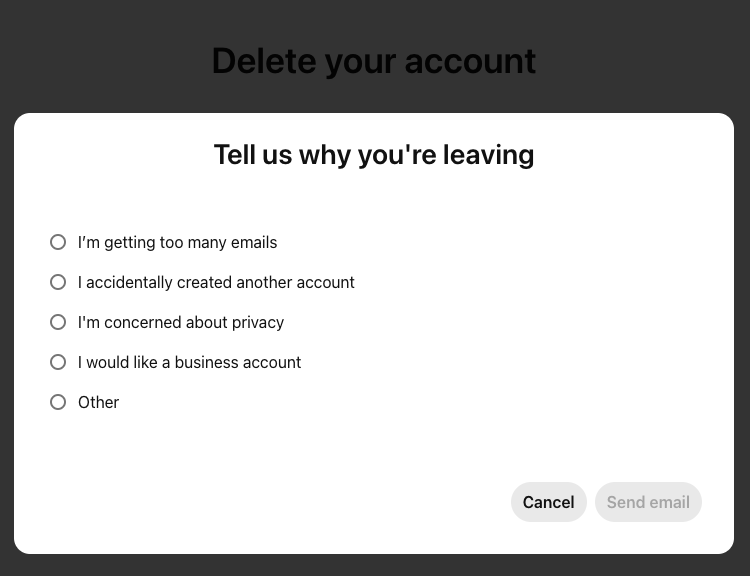 Delete your account
Tell us why you're leaving
I’m getting too many emails
I accidentally created another account
I'm concerned about privacy
I would like a business account
Other
Cancel
Send email